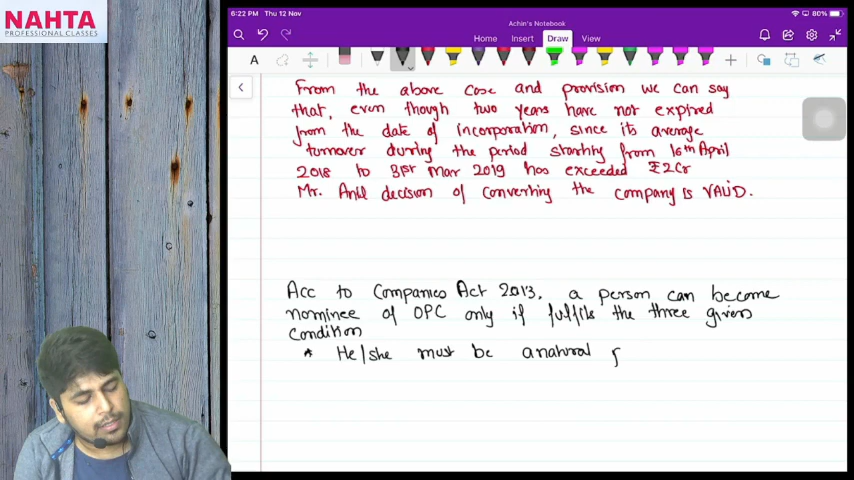 NAHTA
PROFESSIONAL CLASSES
6:22 PM Thu 12 Nov
80%
Achin's Notebook
Home Insert Draw View
A
From the above case and provision we can say
that, even though two years have not expired
from the date of incorporation, since its average
turnover during the period starting from 16th April
2018 to 31st Mar 2019 has exceeded ₹2Cr
Mr. Anil decision of converting the company is VALID.
Acc to Companies Act 2013, a person can become
nominee of OPC only if fulfils the three given
condition
* He/she must be a natural